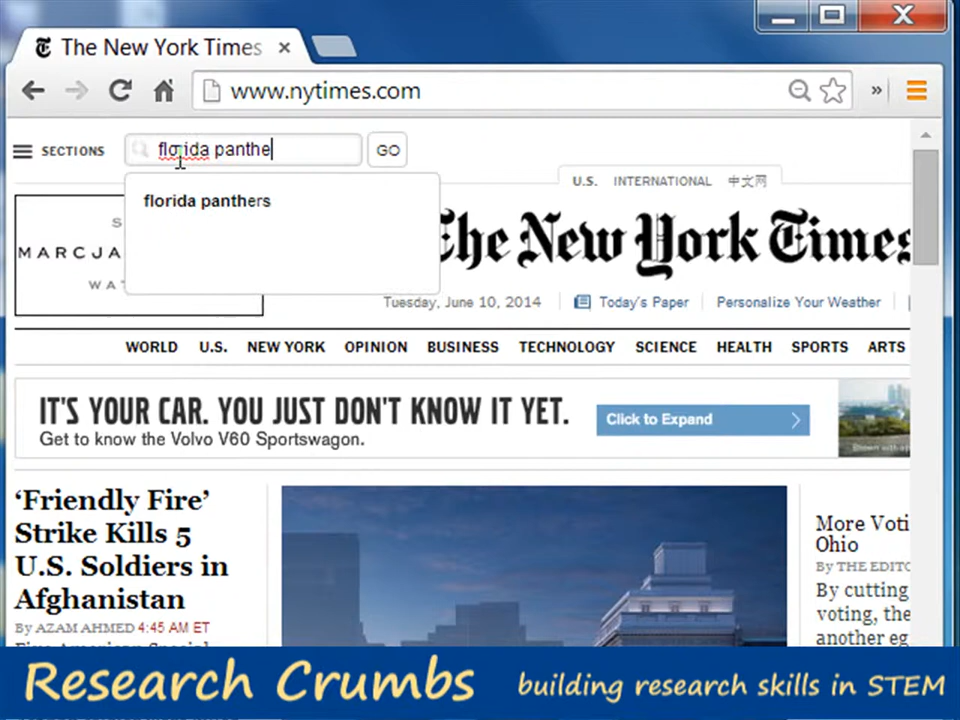 The New York Times
www.nytimes.com
»
SECTIONS
florida panthe
GO
florida panthers
U.S. INTERNATIONAL 中文网
S
MARCJA
WAT
The New York Times
Tuesday, June 10, 2014
Today's Paper
Personalize Your Weather
WORLD U.S. NEW YORK OPINION BUSINESS TECHNOLOGY SCIENCE HEALTH SPORTS ARTS
IT'S YOUR CAR. YOU JUST DON'T KNOW IT YET.
Get to know the Volvo V60 Sportswagon.
Click to Expand
‘Friendly Fire’
Strike Kills 5
U.S. Soldiers in
Afghanistan
By AZAM AHMED 4:45 AM ET
Five American Special
More Voti
Ohio
By THE EDITO
By cutting
voting, the
another eg
Research Crumbs
building research skills in STEM